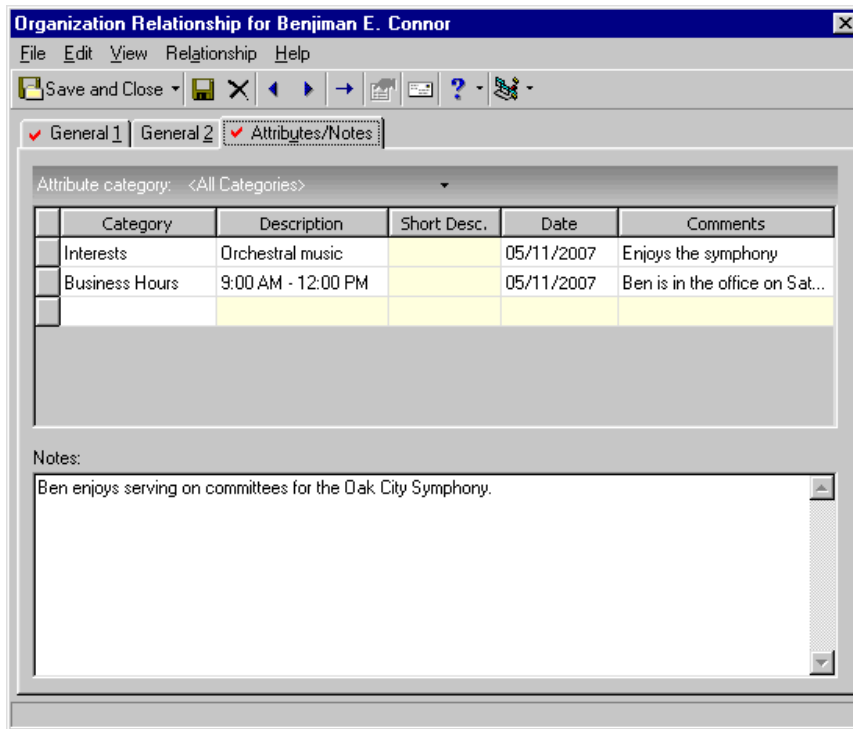 Organization Relationship for Benjiman E. Connor
File Edit View Relationship Help
Save and Close
General 1 General 2 Attributes/Notes
Attribute category: <All Categories>
Category Description Short Desc. Date Comments
Interests Orchestral music 05/11/2007 Enjoys the symphony
Business Hours 9:00 AM - 12:00 PM 05/11/2007 Ben is in the office on Sat...
Notes:
Ben enjoys serving on committees for the Oak City Symphony.